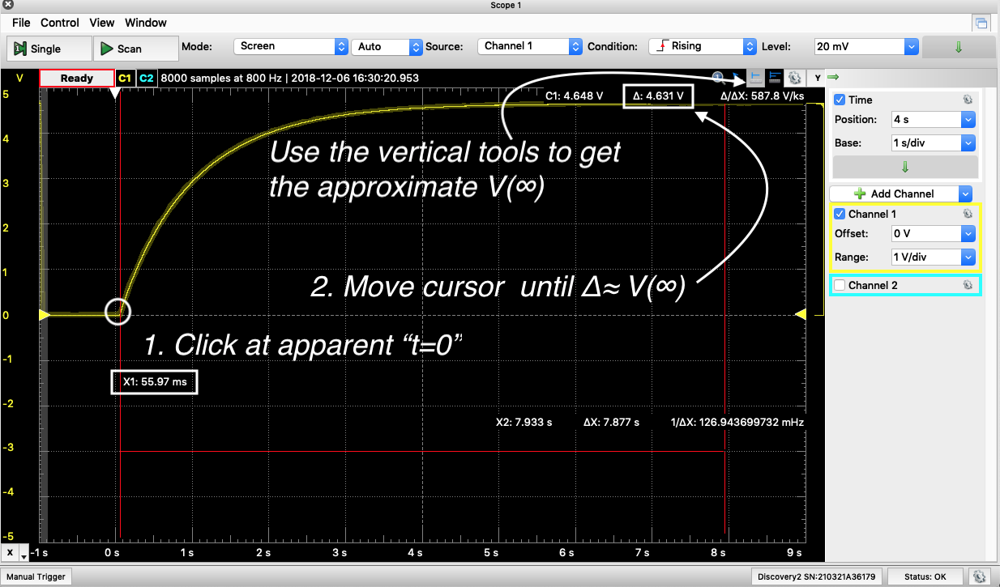 Scope 1
File Control View Window
Single Scan Mode: Screen Auto Source: Channel 1 Condition: Rising Level: 20 mV
V Ready C1 C2 8000 samples at 800 Hz | 2018-12-06 16:30:20.953 Y
C1: 4.648 V Δ: 4.631 V Δ/ΔX: 587.8 V/ks
Use the vertical tools to get
the approximate V(∞)
2. Move cursor until Δ≈ V(∞)
1. Click at apparent “t=0”
X1: 55.97 ms
X2: 7.933 s ΔX: 7.877 s 1/ΔX: 126.943699732 mHz
5
4
3
2
1
0
-1
-2
-3
-4
-5
X -1 s 0 s 1 s 2 s 3 s 4 s 5 s 6 s 7 s 8 s 9 s
Time
Position: 4 s
Base: 1 s/div
Add Channel
Channel 1
Offset: 0 V
Range: 1 V/div
Channel 2
Manual Trigger Discovery2 SN:210321A36179 Status: OK